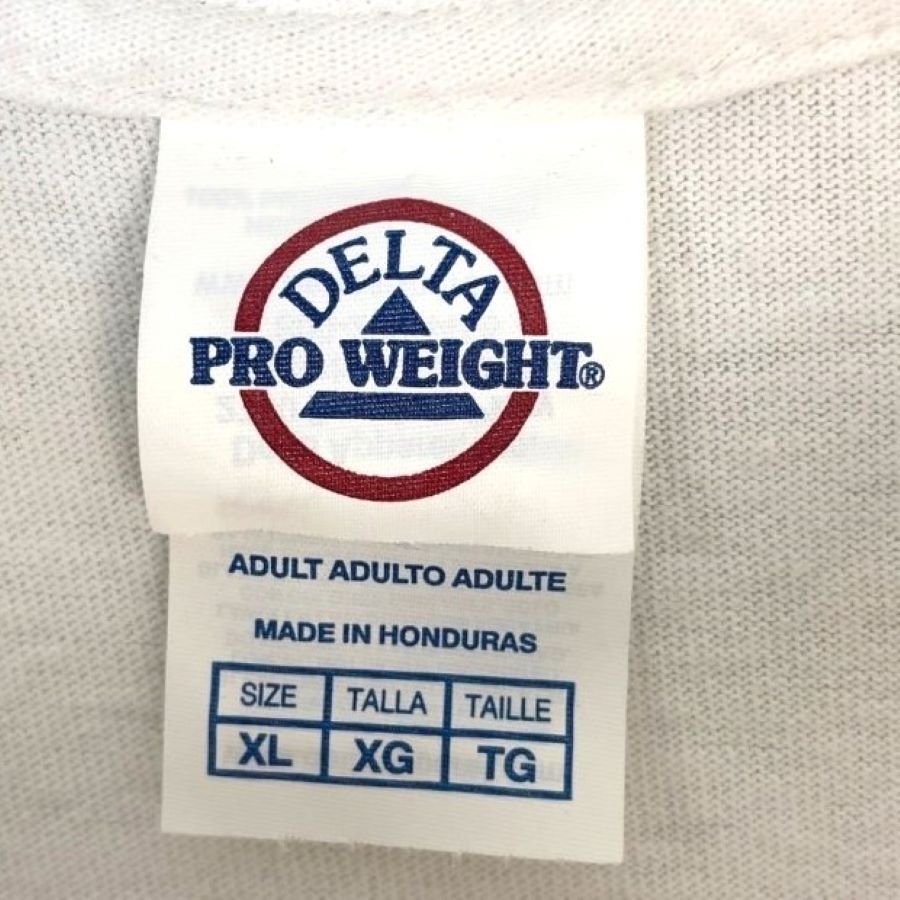 DELTA
PRO WEIGHT®
ADULT ADULTO ADULTE
MADE IN HONDURAS
SIZE TALLA TAILLE
XL XG TG